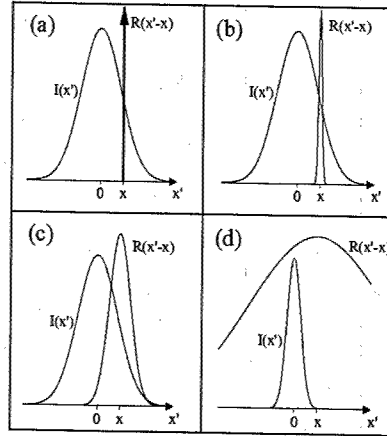 (a)
R(x'-x)
I(x')
0 x x'
(b)
R(x'-x)
I(x')
0 x x'
(c)
R(x'-x)
I(x')
0 x x'
(d)
R(x'-x)
I(x')
0 x x'